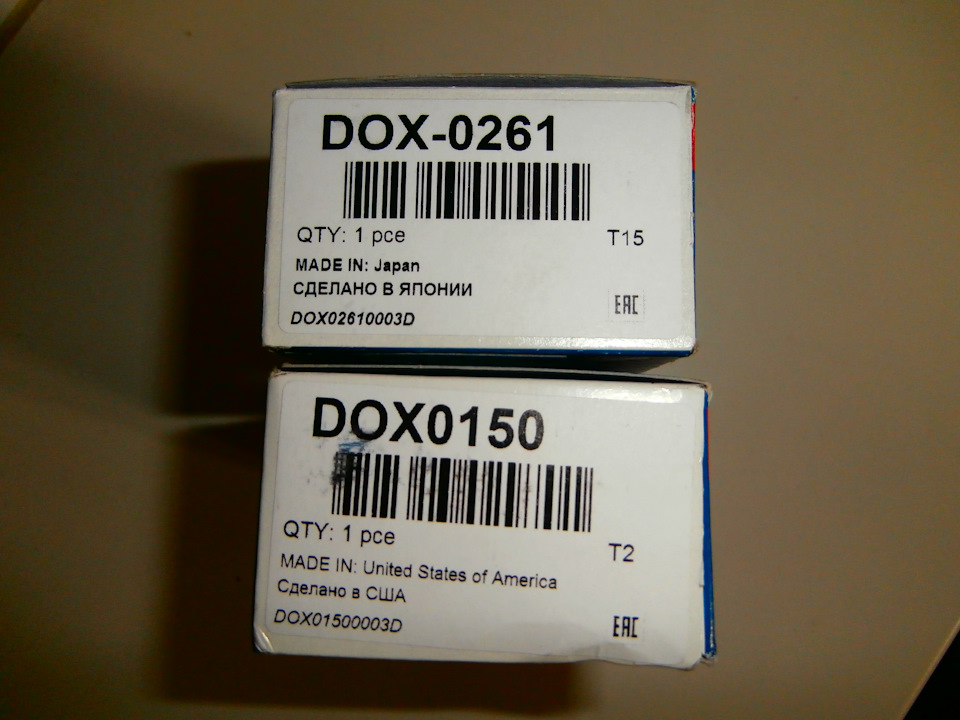 DOX-0261
QTY: 1 pce
T15
MADE IN: Japan
СДЕЛАНО В ЯПОНИИ
DOX02610003D
EAC
DOX0150
QTY: 1 pce
T2
MADE IN: United States of America
Сделано в США
DOX01500003D
EAC